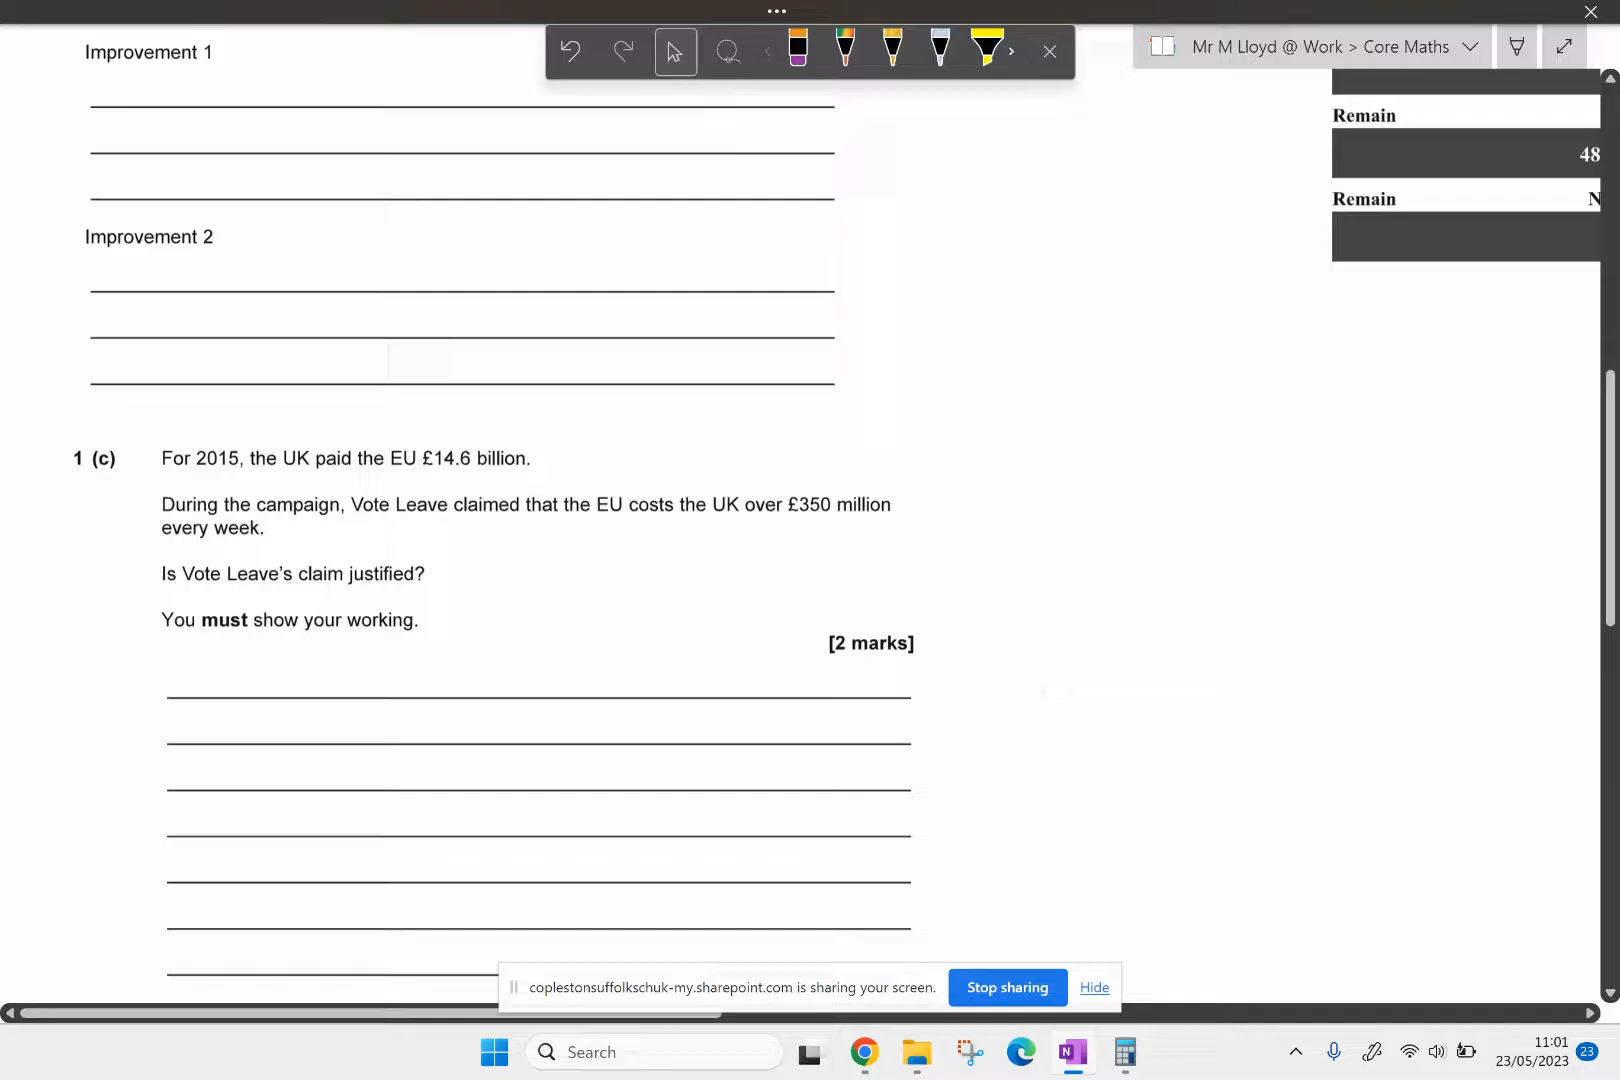 Improvement 1
Mr M Lloyd @ Work > Core Maths
Remain
48
Remain N
Improvement 2
1 (c) For 2015, the UK paid the EU £14.6 billion.
During the campaign, Vote Leave claimed that the EU costs the UK over £350 million
every week.
Is Vote Leave’s claim justified?
You must show your working.
[2 marks]
coplestonsuffolkschuk-my.sharepoint.com is sharing your screen. Stop sharing Hide
Search
11:01
23/05/2023 23